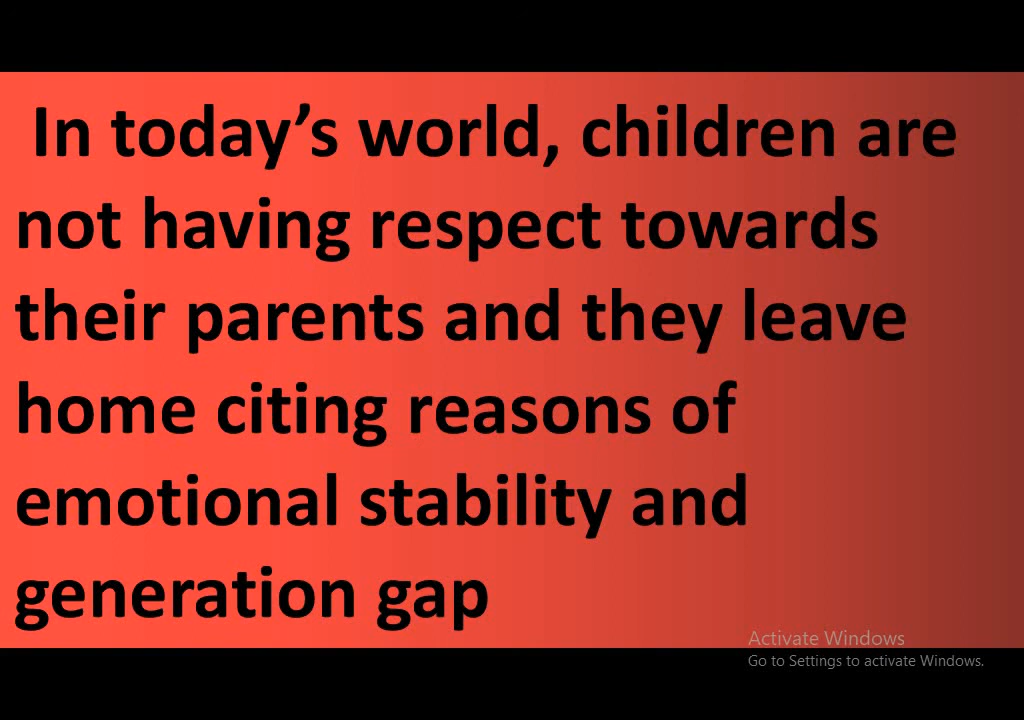 In today’s world, children are
not having respect towards
their parents and they leave
home citing reasons of
emotional stability and
generation gap
Activate Windows
Go to Settings to activate Windows.